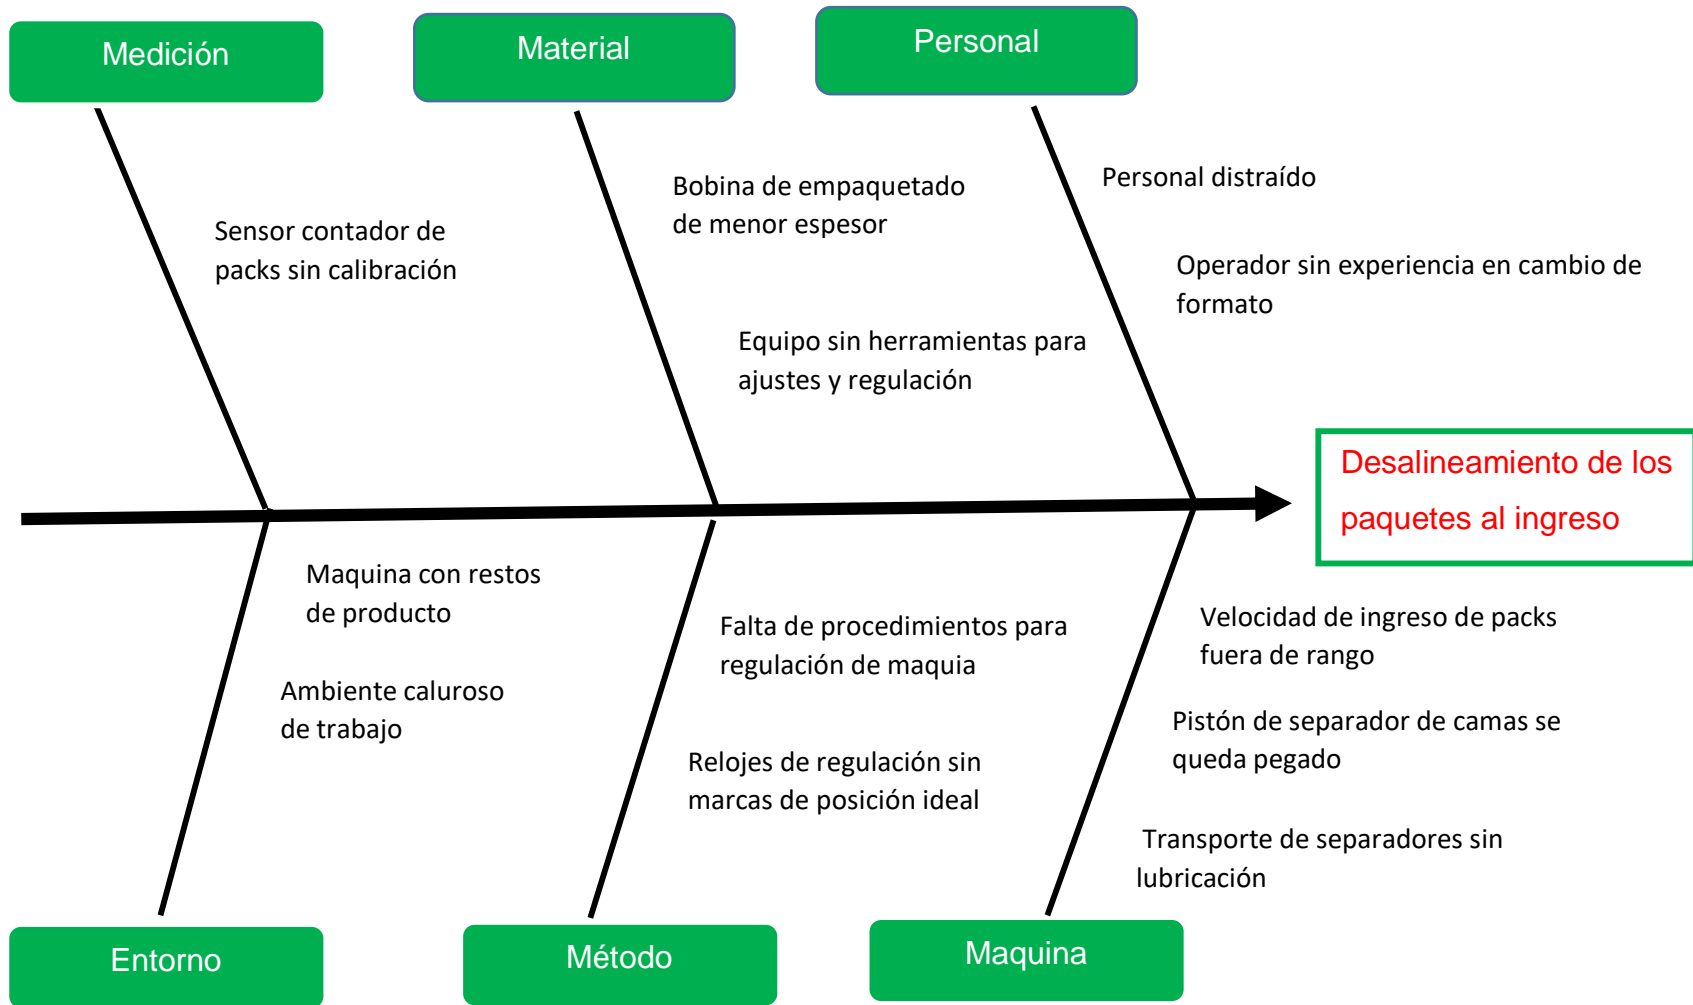 Medición
Material
Personal
Sensor contador de
packs sin calibración
Bobina de empaquetado
de menor espesor
Equipo sin herramientas para
ajustes y regulación
Personal distraído
Operador sin experiencia en cambio de
formato
Desalineamiento de los
paquetes al ingreso
Maquina con restos
de producto
Ambiente caluroso
de trabajo
Falta de procedimientos para
regulación de maquia
Relojes de regulación sin
marcas de posición ideal
Velocidad de ingreso de packs
fuera de rango
Pistón de separador de camas se
queda pegado
Transporte de separadores sin
lubricación
Entorno
Método
Maquina